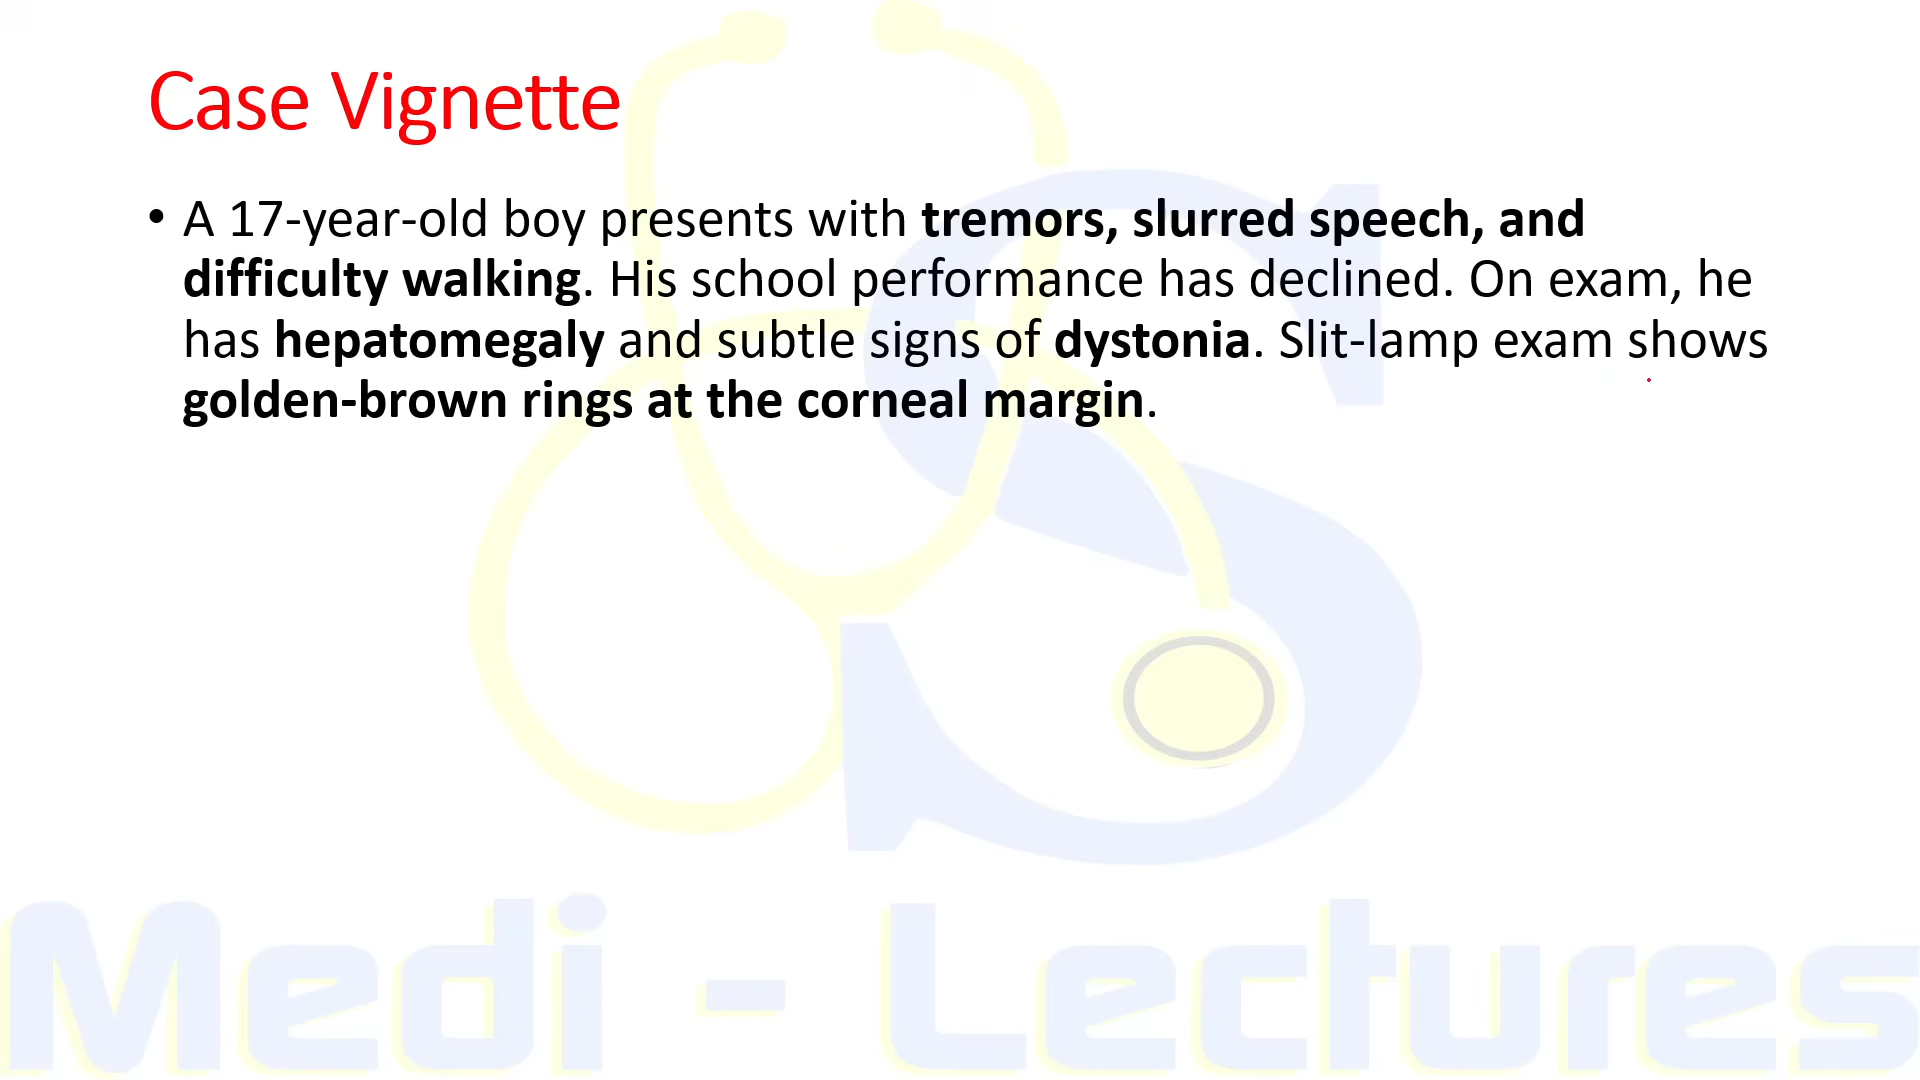 Case Vignette
• A 17-year-old boy presents with tremors, slurred speech, and
difficulty walking. His school performance has declined. On exam, he
has hepatomegaly and subtle signs of dystonia. Slit-lamp exam shows
golden-brown rings at the corneal margin.
S
Medi - Lectures